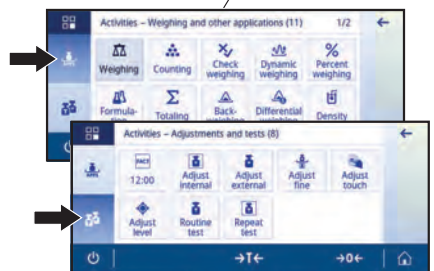 Activities – Weighing and other applications (11) 1/2
Weighing Counting Check weighing Dynamic weighing Percent weighing
Formula- Totaling Back- Differential Density
Activities – Adjustments and tests (8)
FACT 12:00 Adjust internal Adjust external Adjust fine Adjust touch
Adjust level Routine test Repeat test
→T← →0←